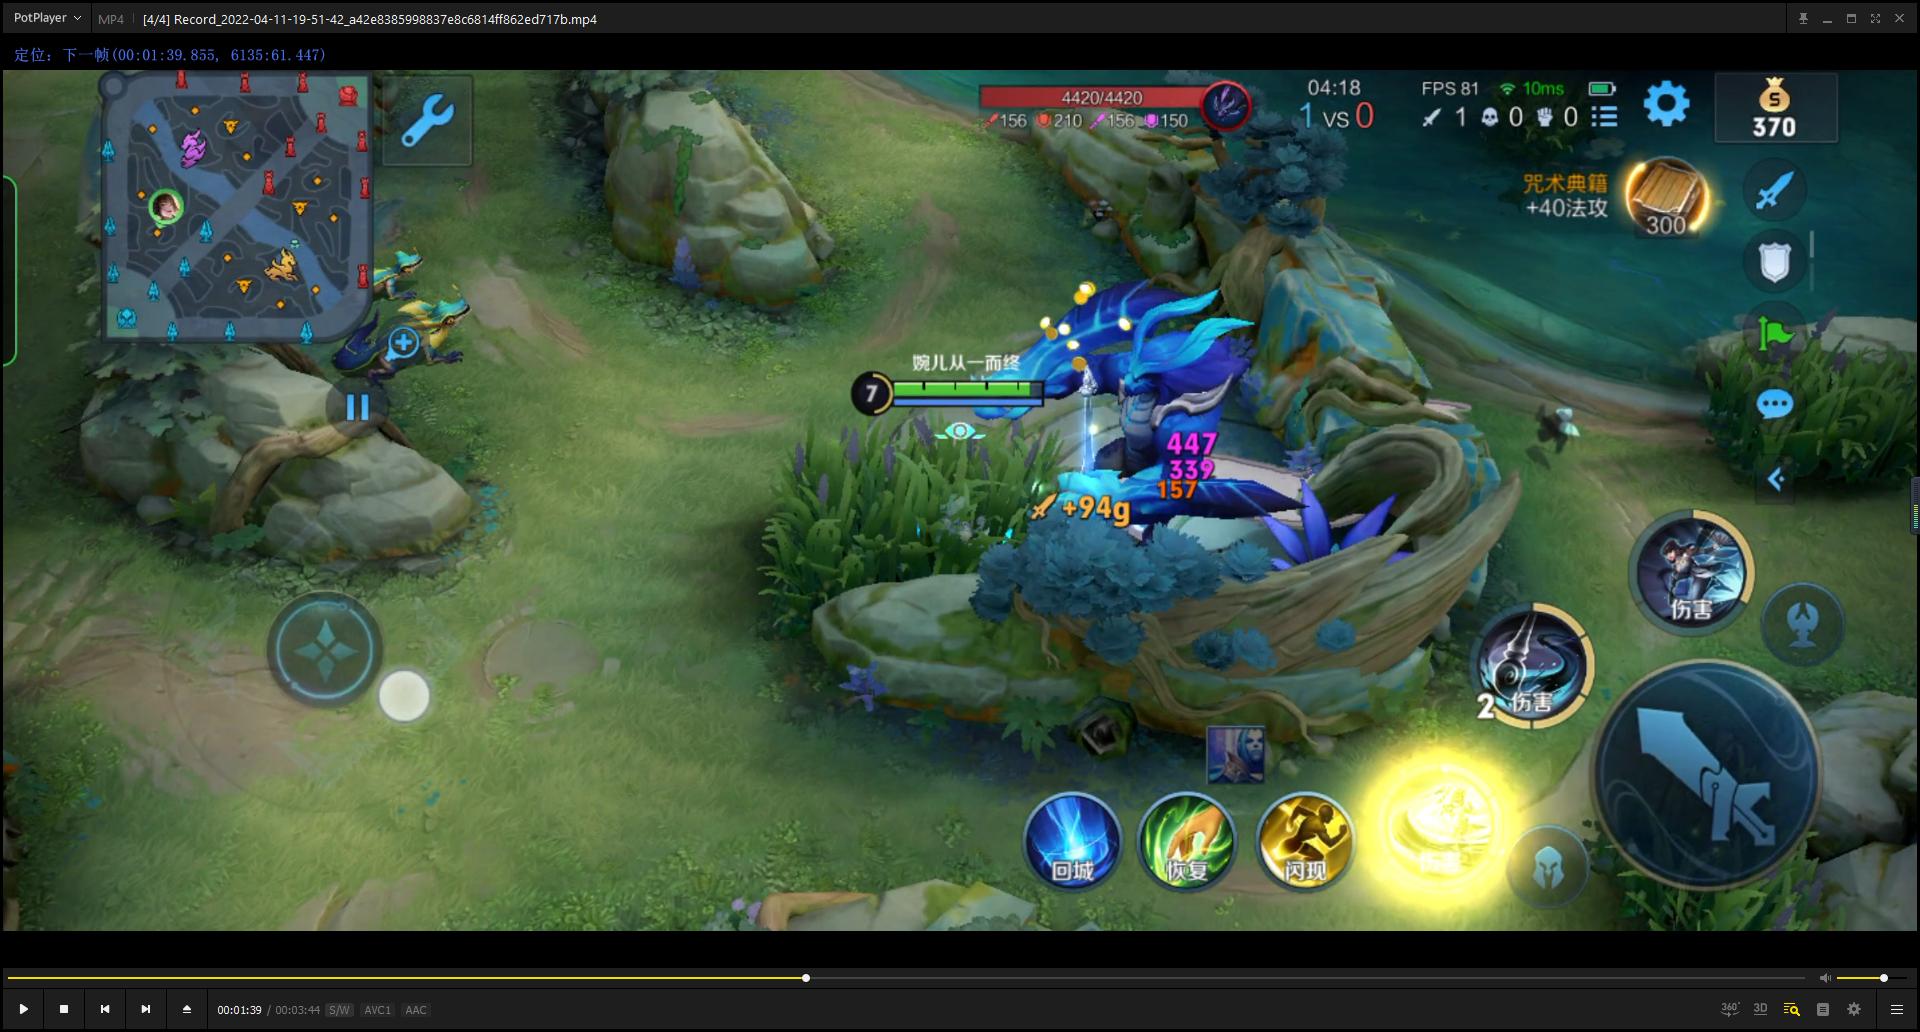 PotPlayer MP4 [4/4] Record_2022-04-11-19-51-42_a42e8385998837e8c6814ff862ed717b.mp4
定位: 下一帧(00:01:39.855, 6135:61.447)
4420/4420
156 210 156 150
04:18
1 VS 0
FPS 81 10ms
1 0 0
370
咒术典籍
+40法攻
300
婉儿从一而终
7
447
339
157
+94g
伤害
2 伤害
回城
恢复
闪现
伤害
00:01:39 / 00:03:44 S/W AVC1 AAC
360° 3D